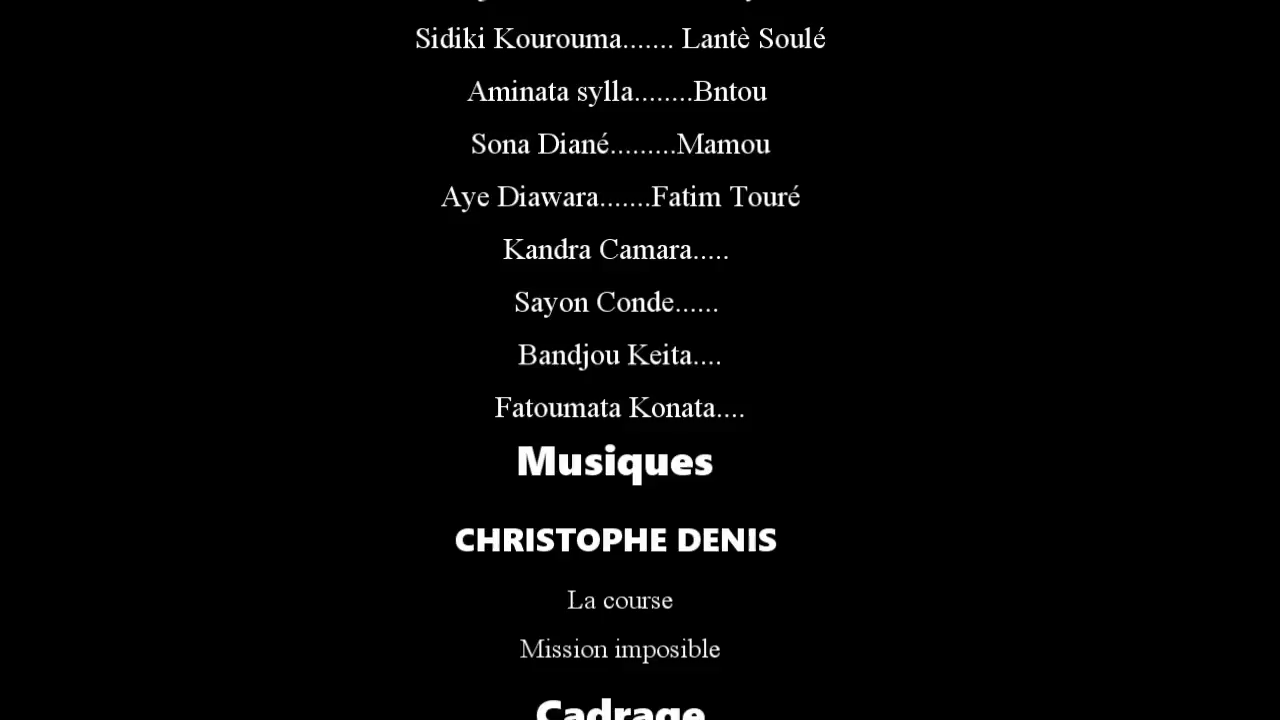 Sidiki Kourouma....... Lantè Soulé
Aminata sylla........Bntou
Sona Diané.........Mamou
Aye Diawara.......Fatim Touré
Kandra Camara.....
Sayon Conde......
Bandjou Keita....
Fatoumata Konata....
Musiques
CHRISTOPHE DENIS
La course
Mission imposible
Cadrage